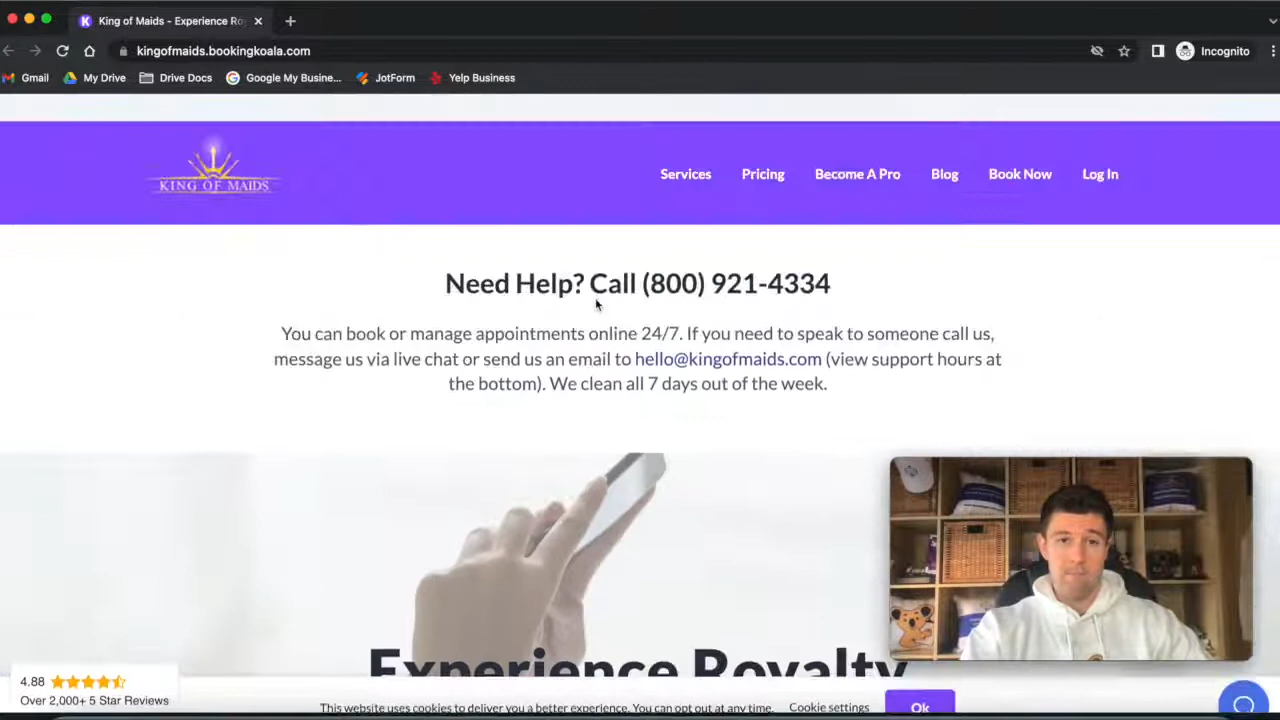 King of Maids - Experience Ro
kingofmaids.bookingkoala.com
Incognito
Gmail
My Drive
Drive Docs
Google My Busine...
JotForm
Yelp Business
KING OF MAIDS
Services
Pricing
Become A Pro
Blog
Book Now
Log In
Need Help? Call (800) 921-4334
You can book or manage appointments online 24/7. If you need to speak to someone call us,
message us via live chat or send us an email to hello@kingofmaids.com (view support hours at
the bottom). We clean all 7 days out of the week.
Experience Royalty
4.88
Over 2,000+ 5 Star Reviews
This website uses cookies to deliver you a better experience. You can opt out at any time.
Cookie settings
Ok